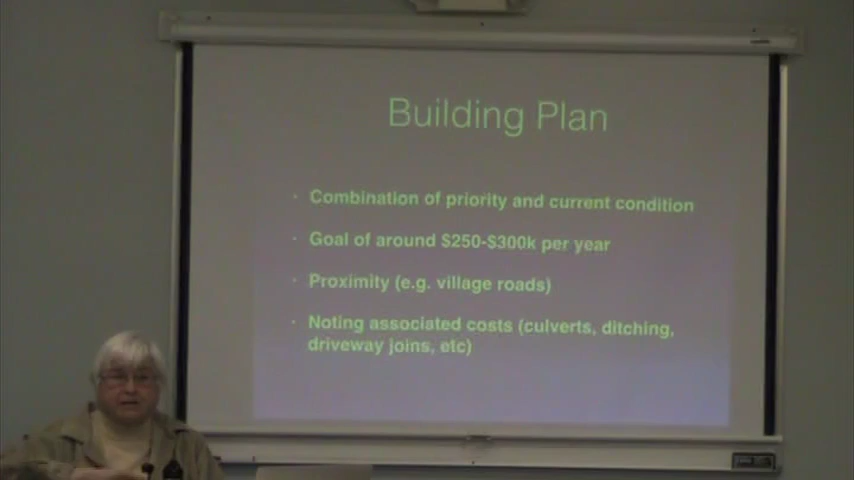 Building Plan
· Combination of priority and current condition
· Goal of around $250-$300k per year
· Proximity (e.g. village roads)
· Noting associated costs (culverts, ditching,
driveway joins, etc)